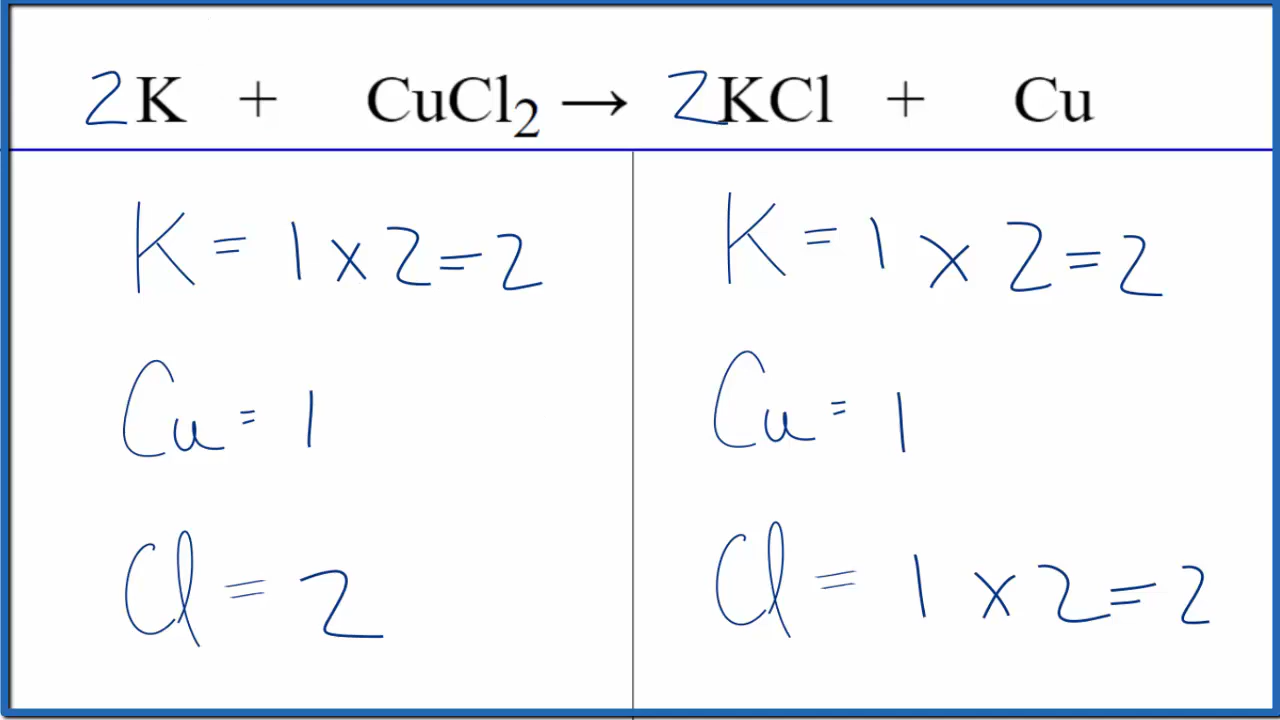 2K + CuCl₂ → 2KCl + Cu
K = 1 x 2 = 2
Cu = 1
Cl = 2
K = 1 x 2 = 2
Cu = 1
Cl = 1 x 2 = 2